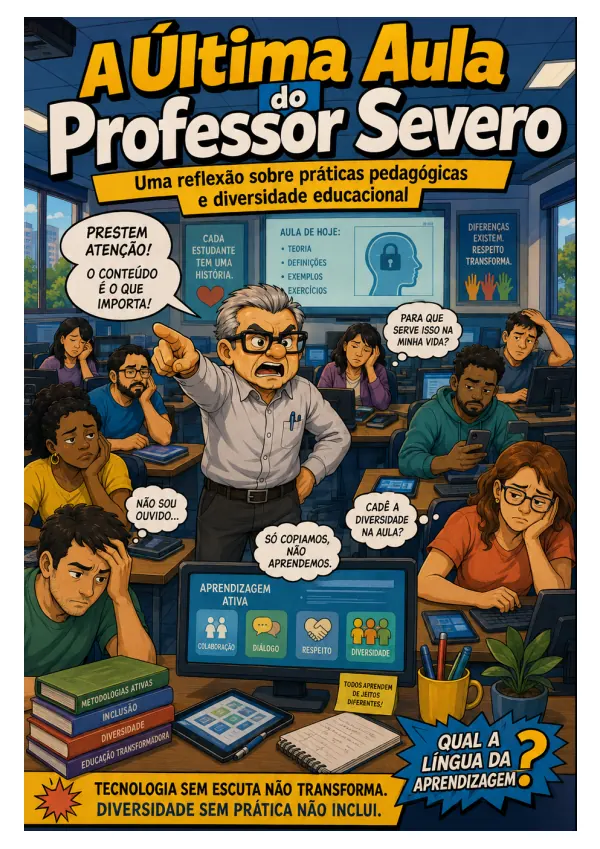 A Última Aula
do
Professor Severo
Uma reflexão sobre práticas pedagógicas
e diversidade educacional
PRESTEM
ATENÇÃO!
O CONTEÚDO
É O QUE
IMPORTA!
CADA
ESTUDANTE
TEM UMA
HISTÓRIA.
AULA DE HOJE:
• TEORIA
• DEFINIÇÕES
• EXEMPLOS
• EXERCÍCIOS
DIFERENÇAS
EXISTEM.
RESPEITO
TRANSFORMA.
PARA QUE
SERVE ISSO NA
MINHA VIDA?
NÃO SOU
OUVIDO...
SÓ COPIAMOS,
NÃO
APRENDEMOS.
CADÊ A
DIVERSIDADE
NA AULA?
APRENDIZAGEM
ATIVA
COLABORAÇÃO
DIÁLOGO
RESPEITO
DIVERSIDADE
TODOS APRENDEM
DE JEITOS
DIFERENTES!
METODOLOGIAS ATIVAS
INCLUSÃO
DIVERSIDADE
EDUCAÇÃO TRANSFORMADORA
QUAL A
LÍNGUA DA
APRENDIZAGEM?
TECNOLOGIA SEM ESCUTA NÃO TRANSFORMA.
DIVERSIDADE SEM PRÁTICA NÃO INCLUI.